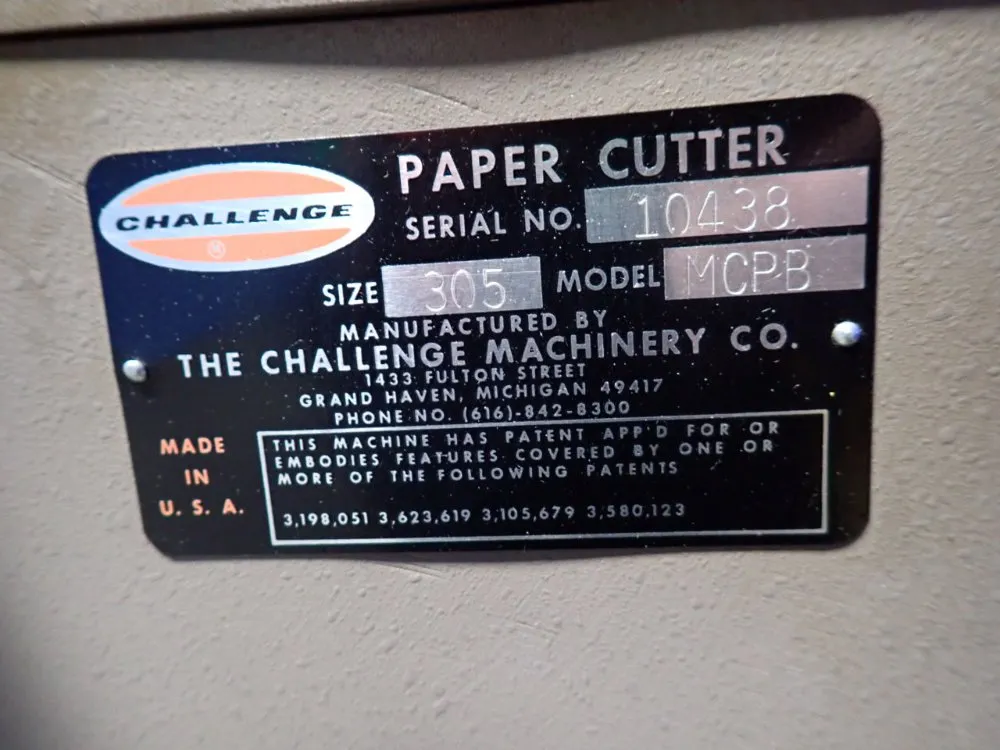 CHALLENGE
®
PAPER CUTTER
SERIAL NO. 10438
SIZE 305 MODEL MCPB
MANUFACTURED BY
THE CHALLENGE MACHINERY CO.
1433 FULTON STREET
GRAND HAVEN, MICHIGAN 49417
PHONE NO. (616)-842-8300
MADE
IN
U. S. A.
THIS MACHINE HAS PATENT APP'D FOR OR
EMBODIES FEATURES COVERED BY ONE OR
MORE OF THE FOLLOWING PATENTS
3,198,051 3,623,619 3,105,679 3,580,123